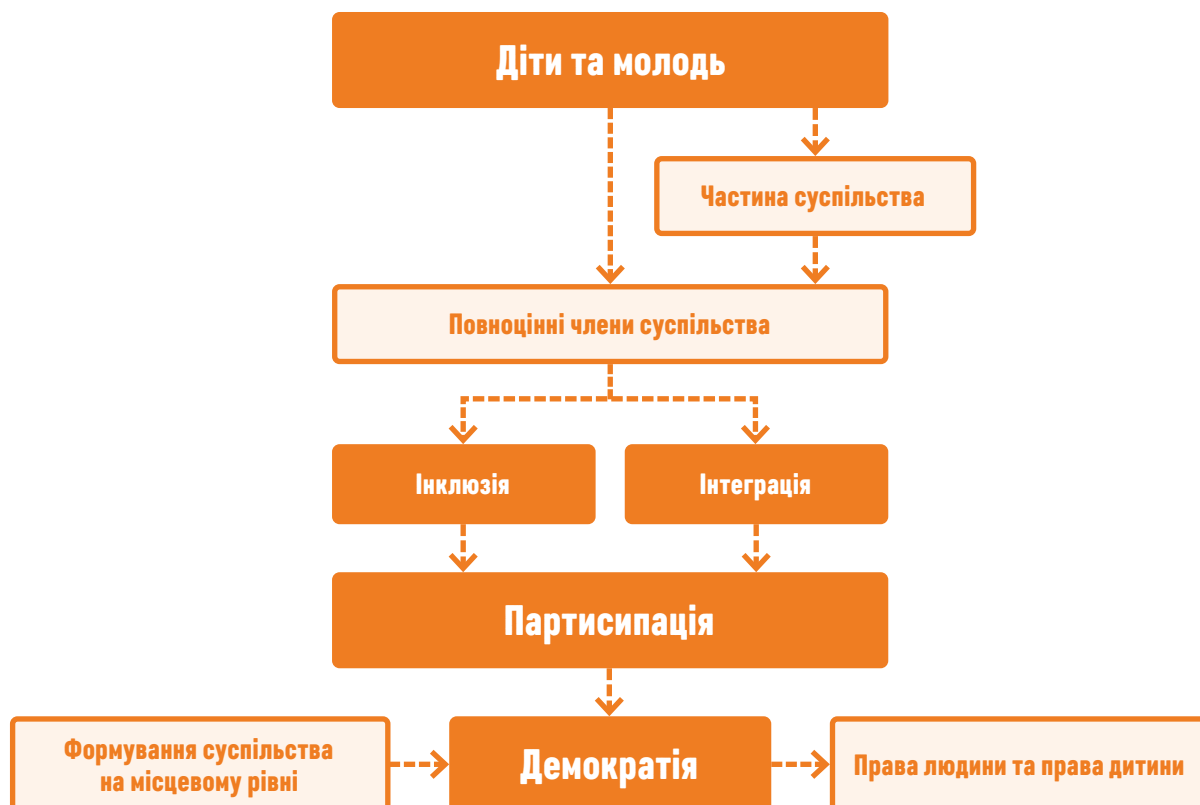 Діти та молодь
Частина суспільства
Повноцінні члени суспільства
Інклюзія
Інтеграція
Партисипація
Формування суспільства
на місцевому рівні
Демократія
Права людини та права дитини